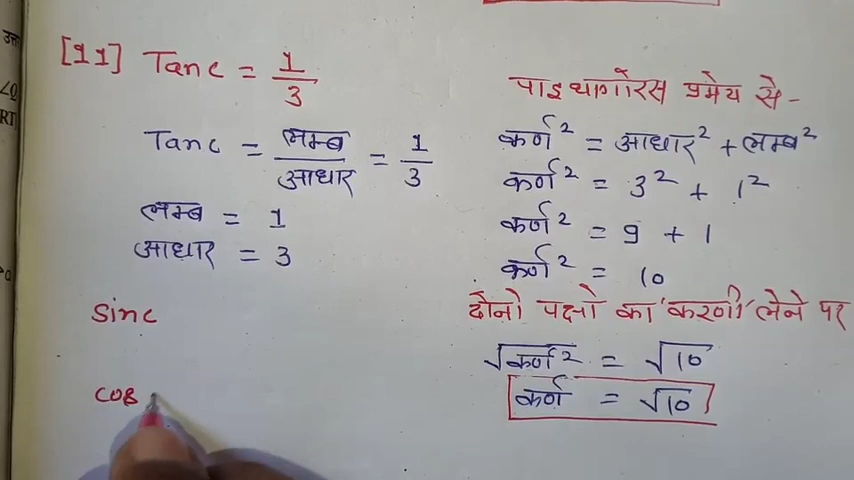 [11] Tanc = 1/3
Tanc = लम्ब/आधार = 1/3
लम्ब = 1
आधार = 3
sinc
cos
पाइथागोरस प्रमेय से -
कर्ण² = आधार² + लम्ब²
कर्ण² = 3² + 1²
कर्ण² = 9 + 1
कर्ण² = 10
दोनो पक्षो का 'करणी' लेने पर
√कर्ण² = √10
कर्ण = √10